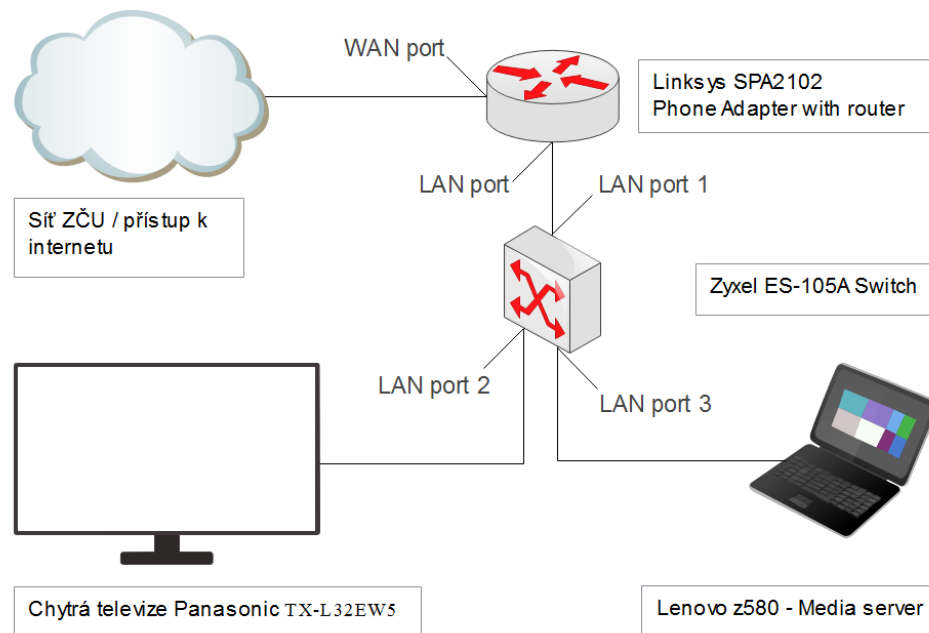 WAN port
Linksys SPA2102
Phone Adapter with router
LAN port
LAN port 1
Síť ZČU / přístup k
internetu
Zyxel ES-105A Switch
LAN port 2
LAN port 3
Chytrá televize Panasonic TX-L32EW5
Lenovo z580 - Media server